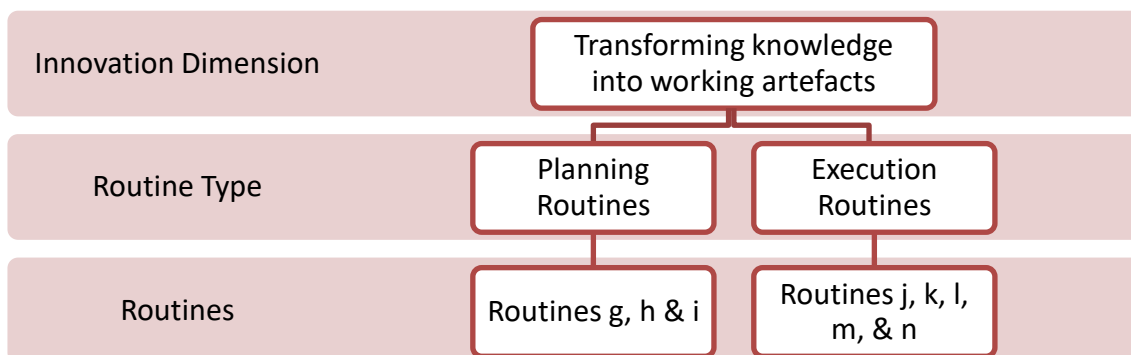 Innovation Dimension
Transforming knowledge
into working artefacts
Routine Type
Planning
Routines
Execution
Routines
Routines
Routines g, h & i
Routines j, k, l,
m, & n